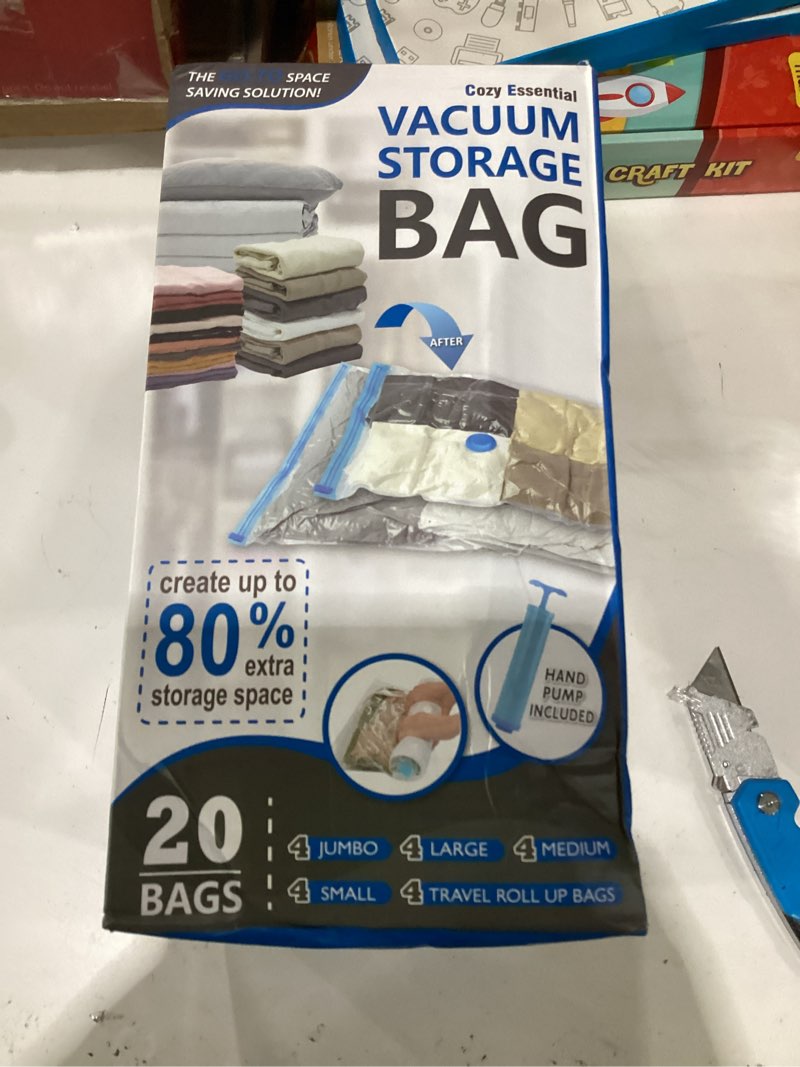 THE SPACE
SAVING SOLUTION!
Cozy Essential
VACUUM
STORAGE
BAG
CRAFT KIT
AFTER
create up to
80%
extra
storage space
HAND
PUMP
INCLUDED
20
BAGS
4 JUMBO 4 LARGE 4 MEDIUM
4 SMALL 4 TRAVEL ROLL UP BAGS